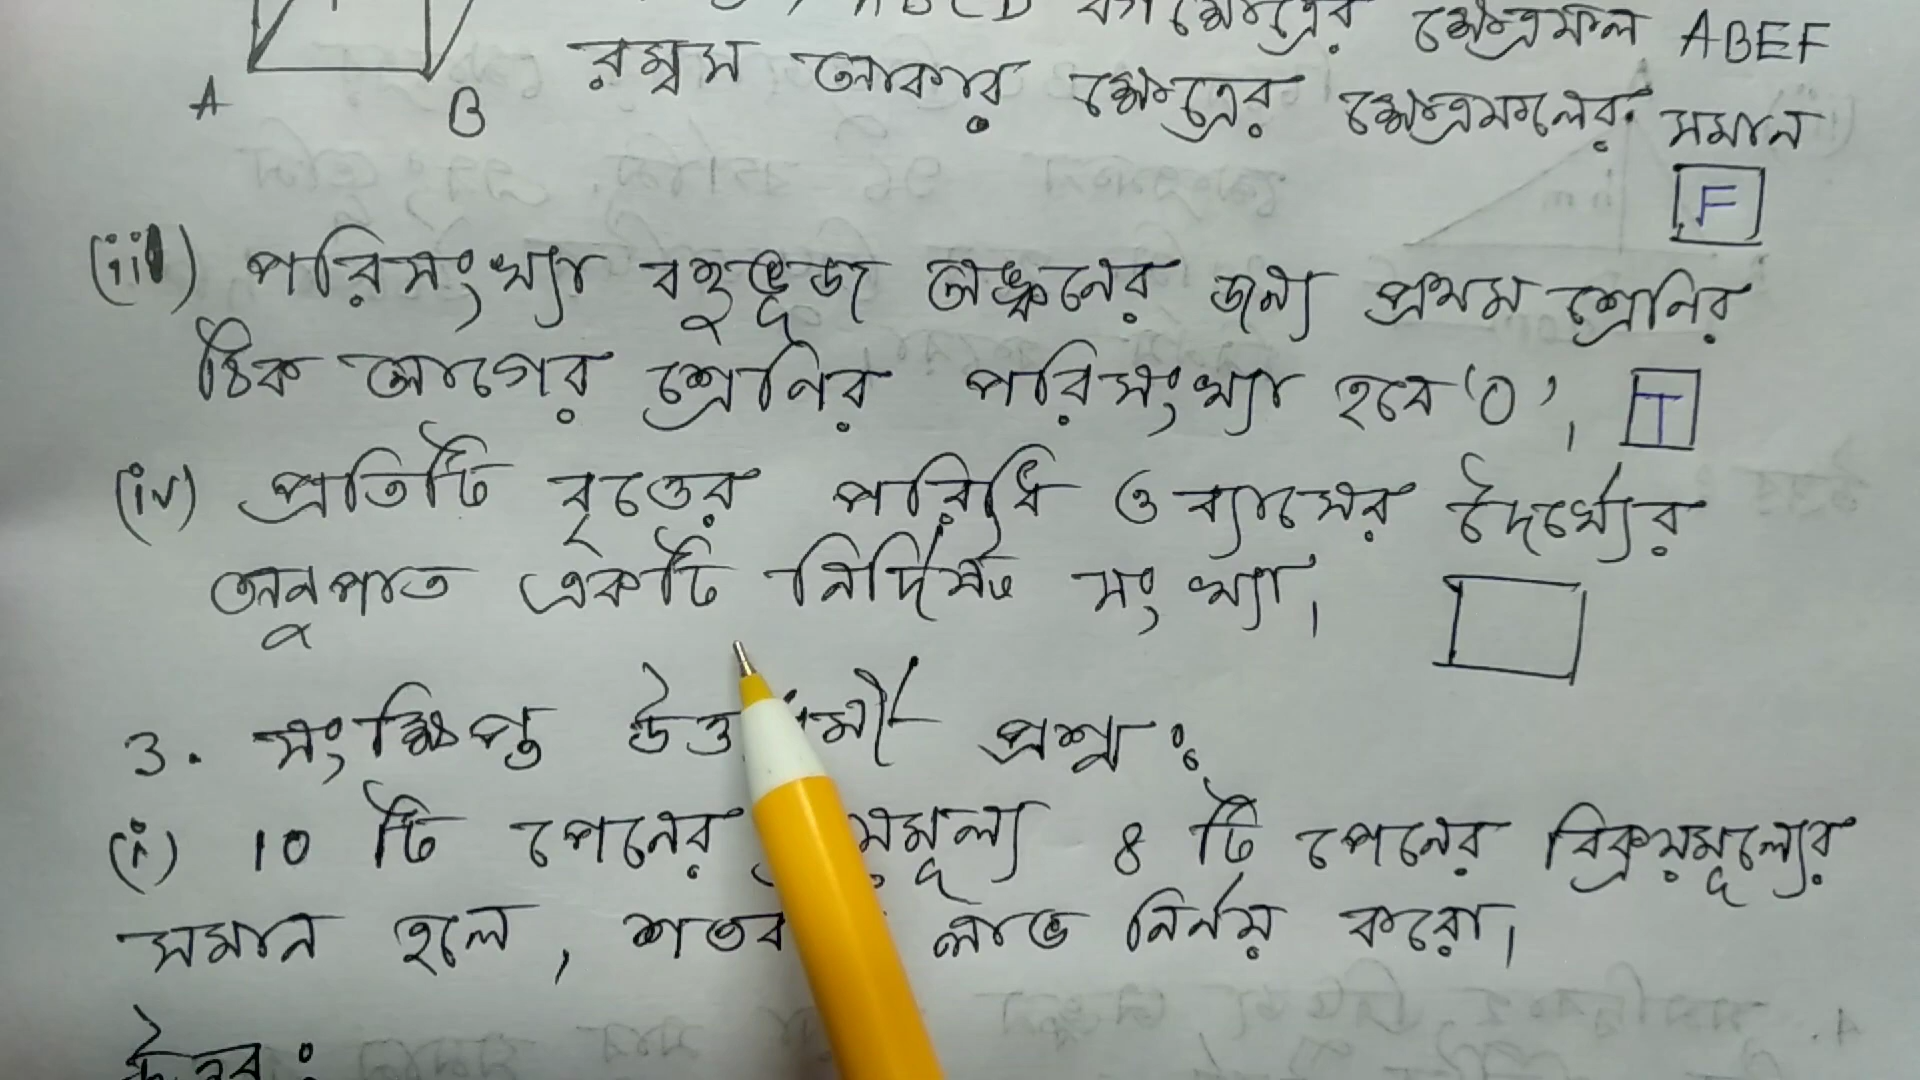 ABCD বর্গক্ষেত্রের ক্ষেত্রফল ABEF
রম্বস আকার ক্ষেত্রের ক্ষেত্রফলের সমান
A B
F
(iii) পরিসংখ্যা বহুভূজ অঙ্কনের জন্য প্রথম শ্রেনির
ঠিক আগের শ্রেনির পরিসংখ্যা হবে '0'। T
(iv) প্রতিটি বৃত্তের পরিধি ও ব্যাসের দৈর্ঘ্যের
অনুপাত একটি নির্দিষ্ট সংখ্যা।
3. সংক্ষিপ্ত প্রশ্ন:
(i) 10 টি পেনের 8 টি পেনের বিক্রয়মূল্যের
সমান হলে, লাভ নির্নয় করো।
উত্তর: